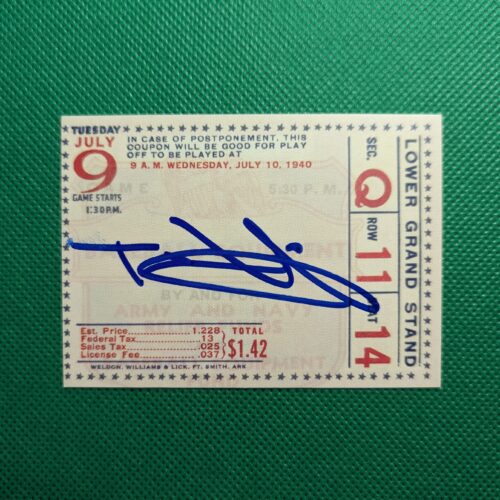 TUESDAY
JULY
9
GAME STARTS
1:30 P.M.
IN CASE OF POSTPONEMENT, THIS
COUPON WILL BE GOOD FOR PLAY
OFF TO BE PLAYED AT
9 A.M. WEDNESDAY, JULY 10, 1940
5:30 P. M.
BY AND FOR
ARMY AND NAVY
Est. Price 1.228
Federal Tax .13
Sales Tax .025
License Fee .037
TOTAL
$1.42
WELDON, WILLIAMS & LICK, FT. SMITH, ARK
SEC.
Q
ROW
11
14
LOWER GRAND STAND